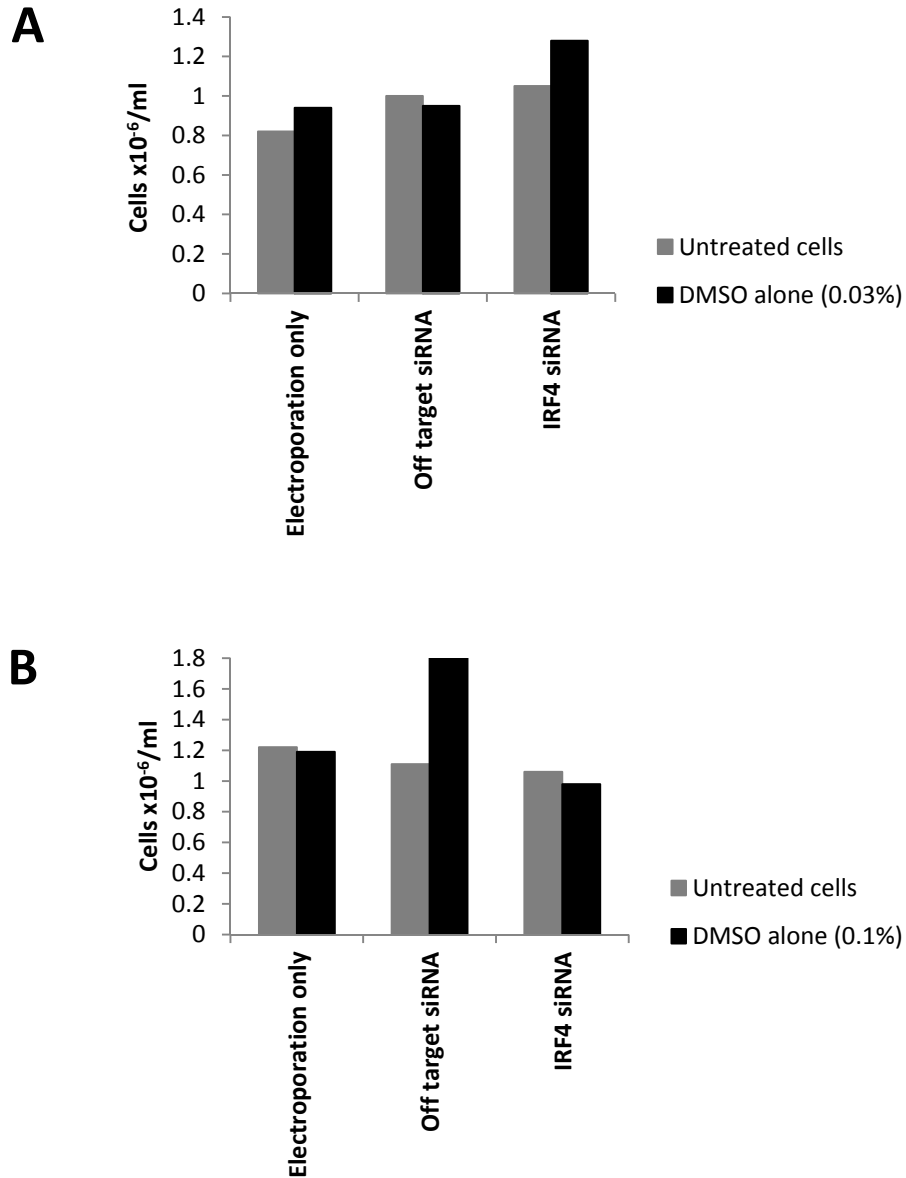 A
Cells x10⁻⁶/ml
1.4
1.2
1
0.8
0.6
0.4
0.2
0
Electroporation only
Off target siRNA
IRF4 siRNA
Untreated cells
DMSO alone (0.03%)
B
Cells x10⁻⁶/ml
1.8
1.6
1.4
1.2
1
0.8
0.6
0.4
0.2
0
Electroporation only
Off target siRNA
IRF4 siRNA
Untreated cells
DMSO alone (0.1%)